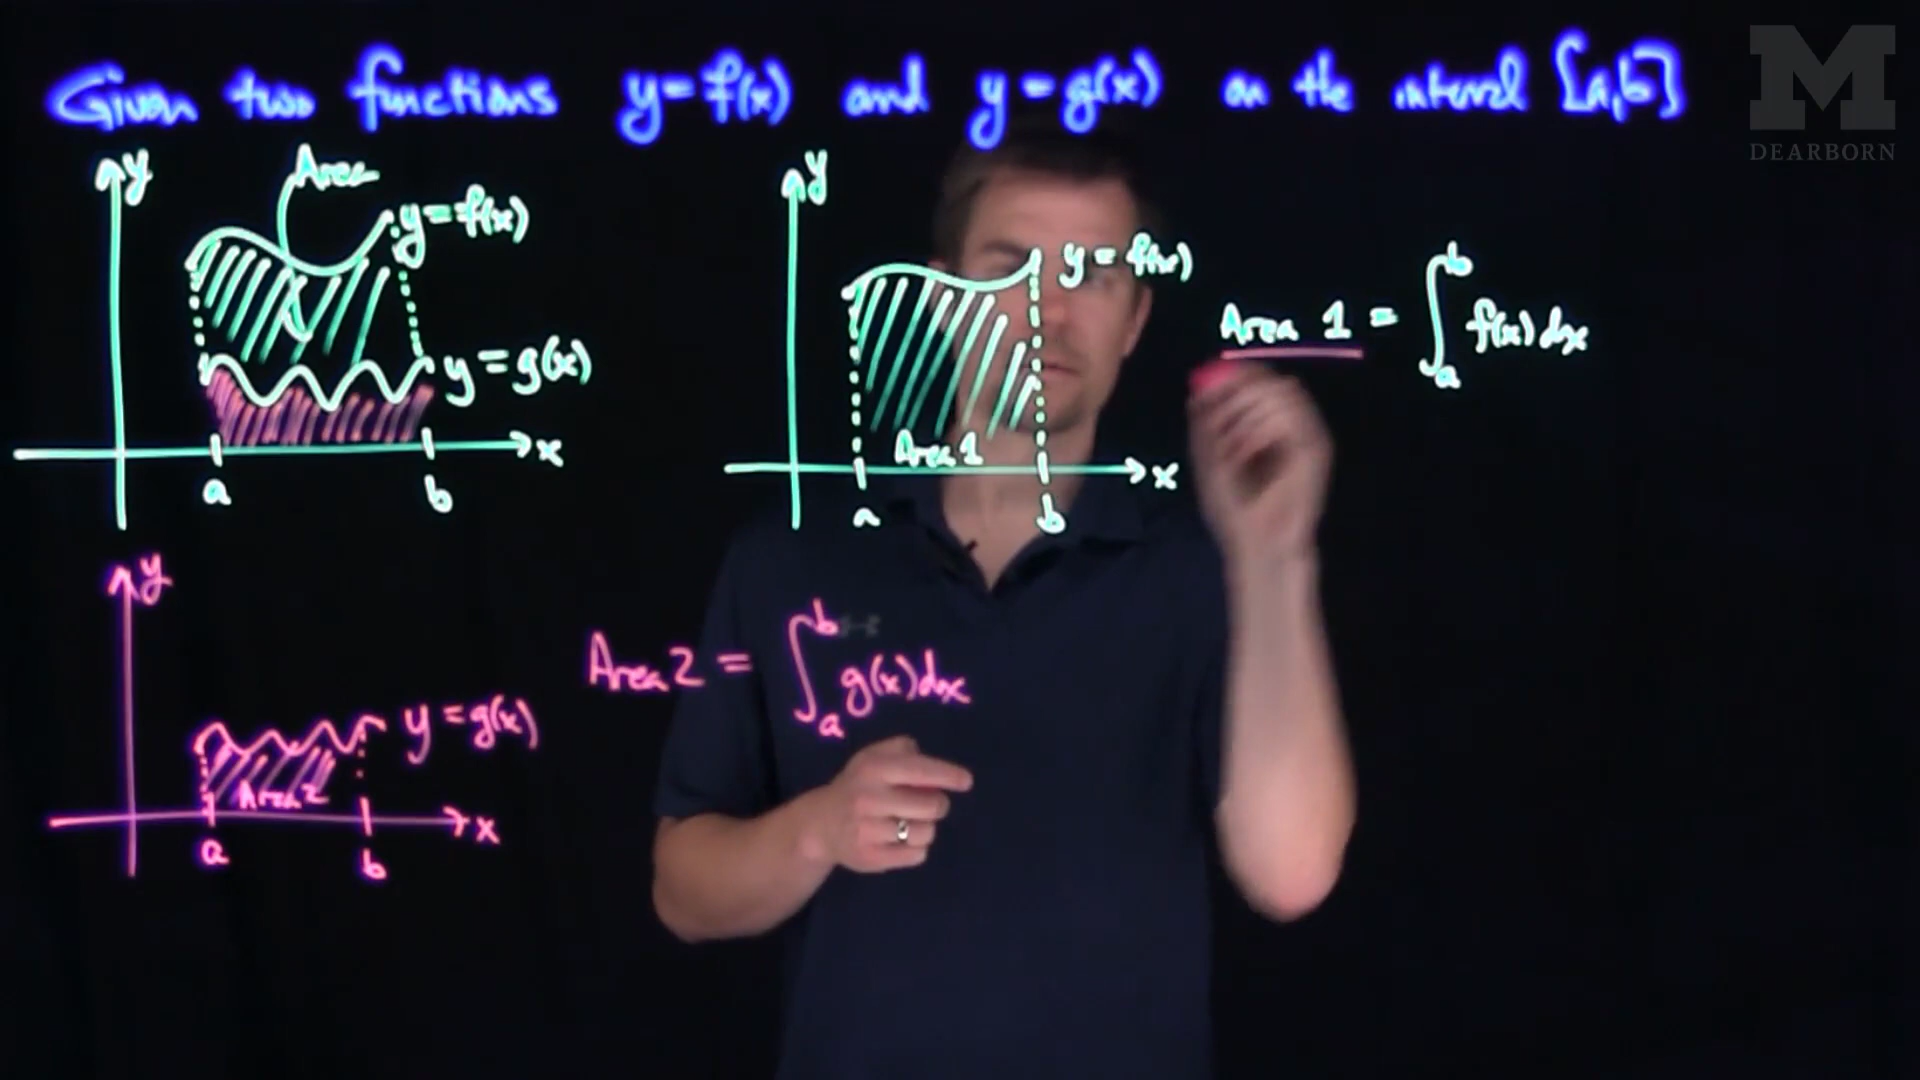 Given two functions y=f(x) and y=g(x) on the interval [a,b]
M
DEARBORN
y
Area
y=f(x)
y=g(x)
x
a
b
y
y=f(x)
Area 1
x
a
b
Area 1 = ∫_a^b f(x)dx
y
y=g(x)
Area 2
x
a
b
Area 2 = ∫_a^b g(x)dx